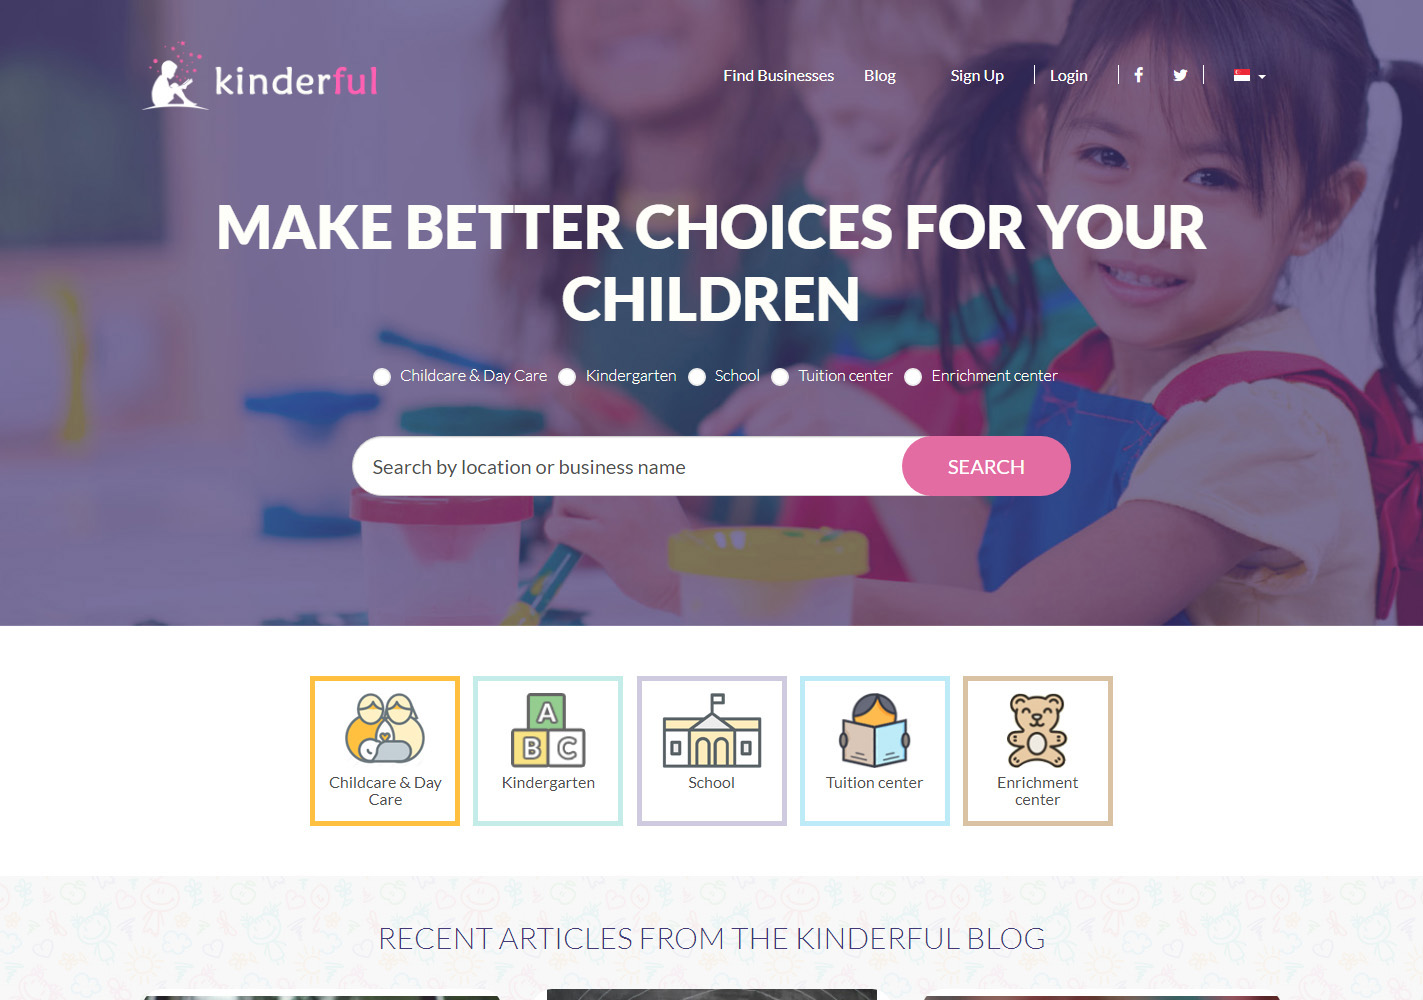 kinderful
Find Businesses
Blog
Sign Up
Login
MAKE BETTER CHOICES FOR YOUR
CHILDREN
Childcare & Day Care
Kindergarten
School
Tuition center
Enrichment center
Search by location or business name
SEARCH
A
B C
Childcare & Day
Care
Kindergarten
School
Tuition center
Enrichment
center
RECENT ARTICLES FROM THE KINDERFUL BLOG